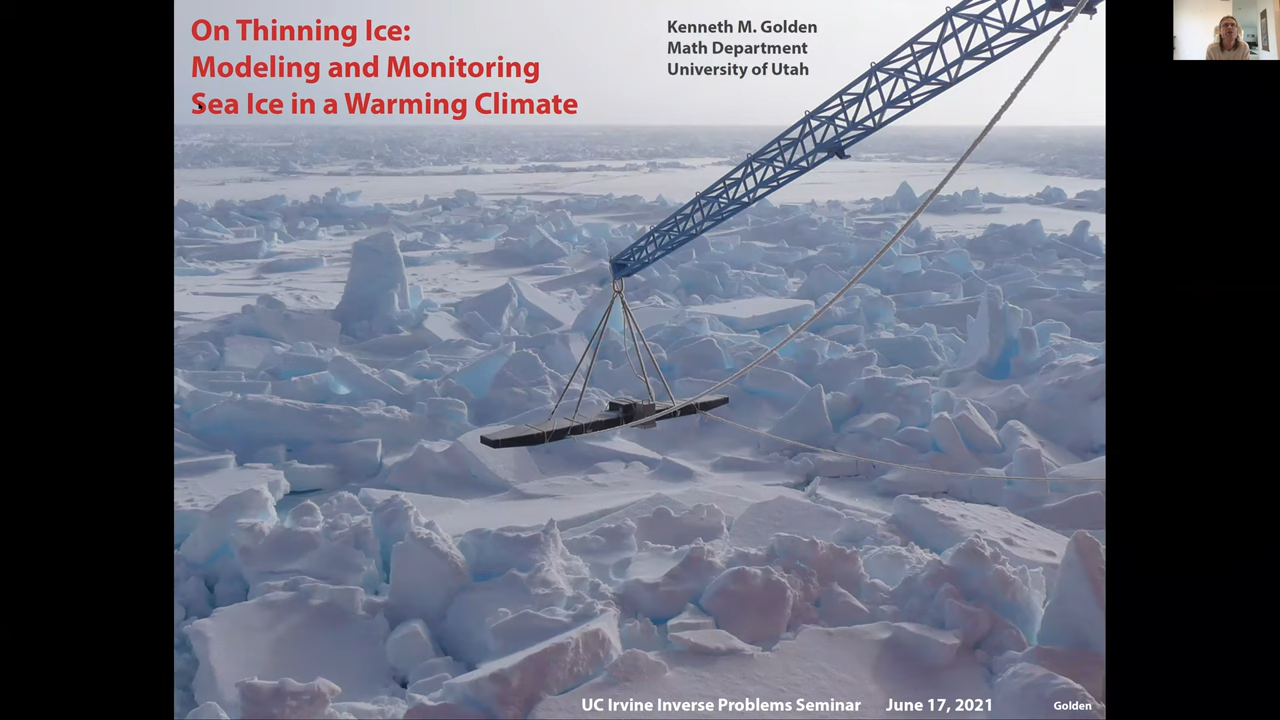 On Thinning Ice:
Modeling and Monitoring
Sea Ice in a Warming Climate
Kenneth M. Golden
Math Department
University of Utah
UC Irvine Inverse Problems Seminar June 17, 2021
Golden